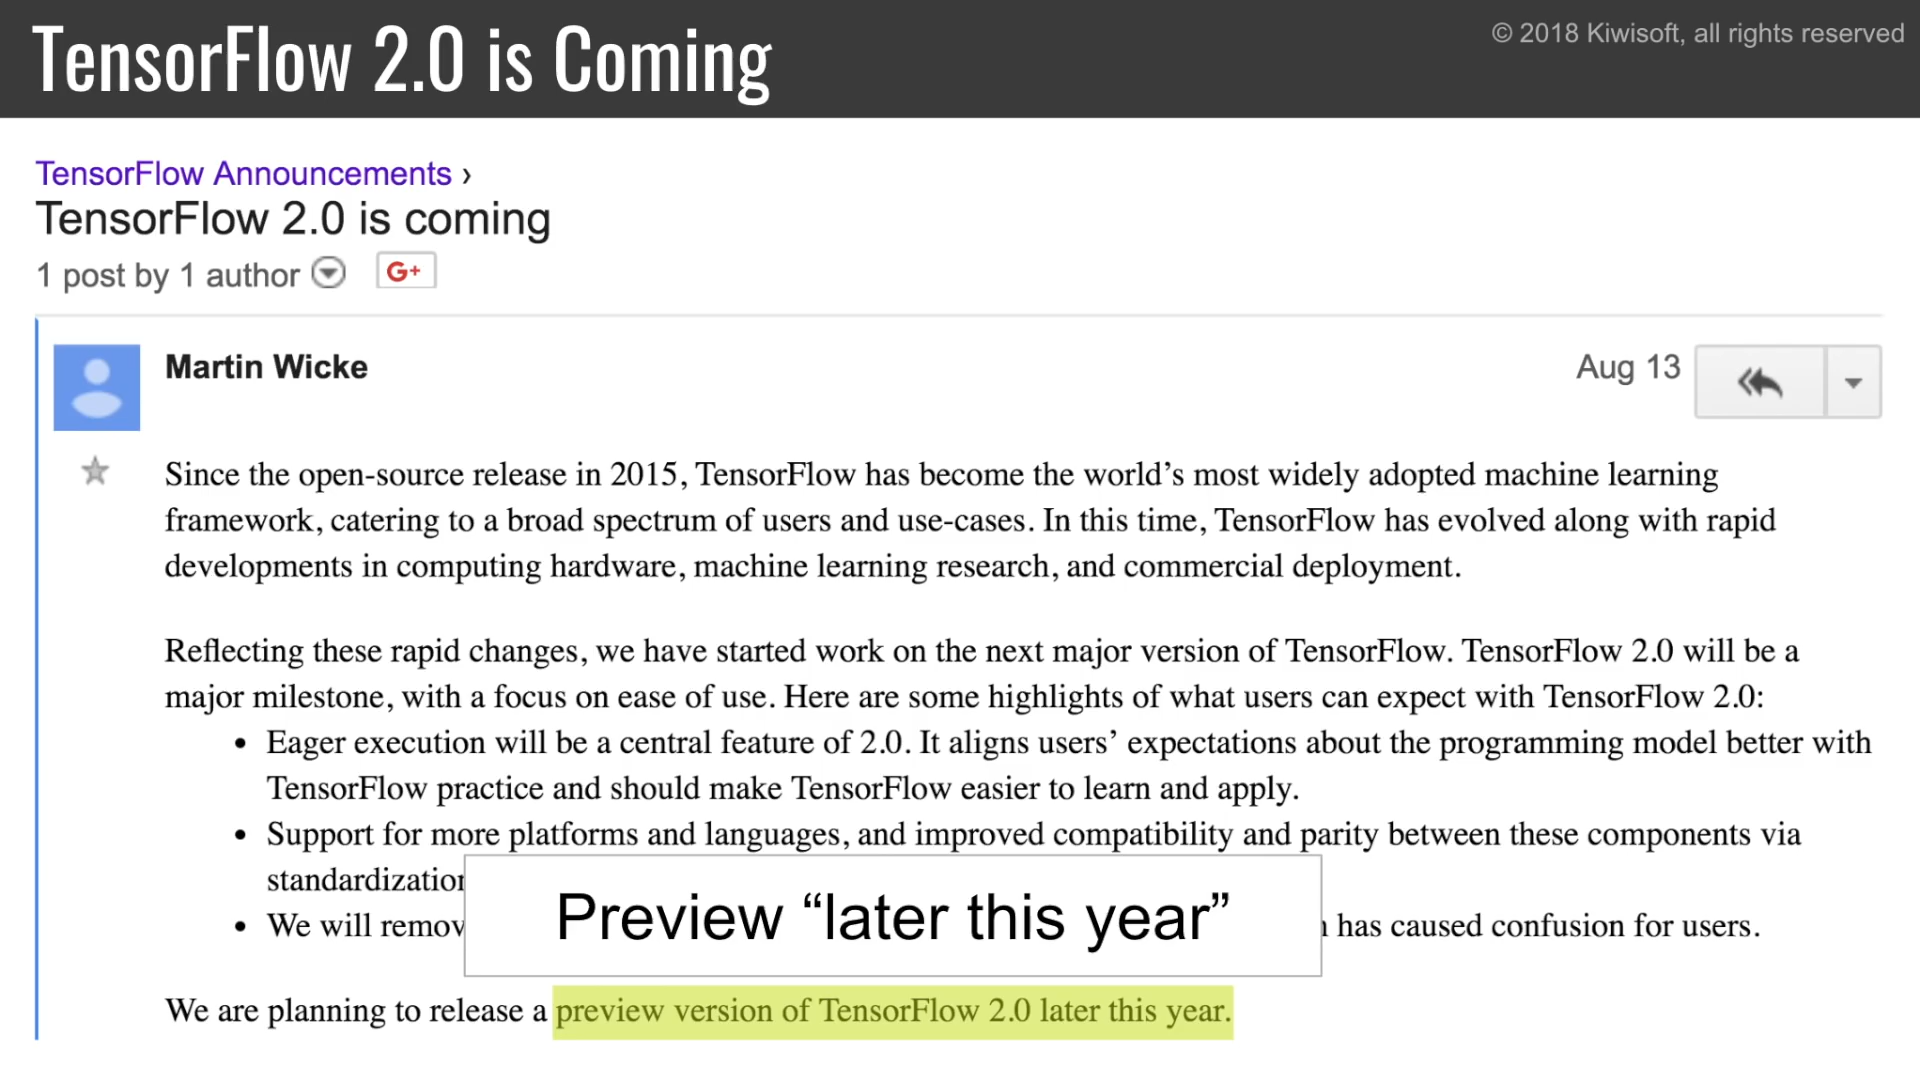 TensorFlow 2.0 is Coming
© 2018 Kiwisoft, all rights reserved
TensorFlow Announcements ›
TensorFlow 2.0 is coming
1 post by 1 author
G+
Martin Wicke
Aug 13
Since the open-source release in 2015, TensorFlow has become the world’s most widely adopted machine learning
framework, catering to a broad spectrum of users and use-cases. In this time, TensorFlow has evolved along with rapid
developments in computing hardware, machine learning research, and commercial deployment.
Reflecting these rapid changes, we have started work on the next major version of TensorFlow. TensorFlow 2.0 will be a
major milestone, with a focus on ease of use. Here are some highlights of what users can expect with TensorFlow 2.0:
• Eager execution will be a central feature of 2.0. It aligns users’ expectations about the programming model better with
TensorFlow practice and should make TensorFlow easier to learn and apply.
• Support for more platforms and languages, and improved compatibility and parity between these components via
• We will
has caused confusion for users.
Preview “later this year”
We are planning to release a preview version of TensorFlow 2.0 later this year.